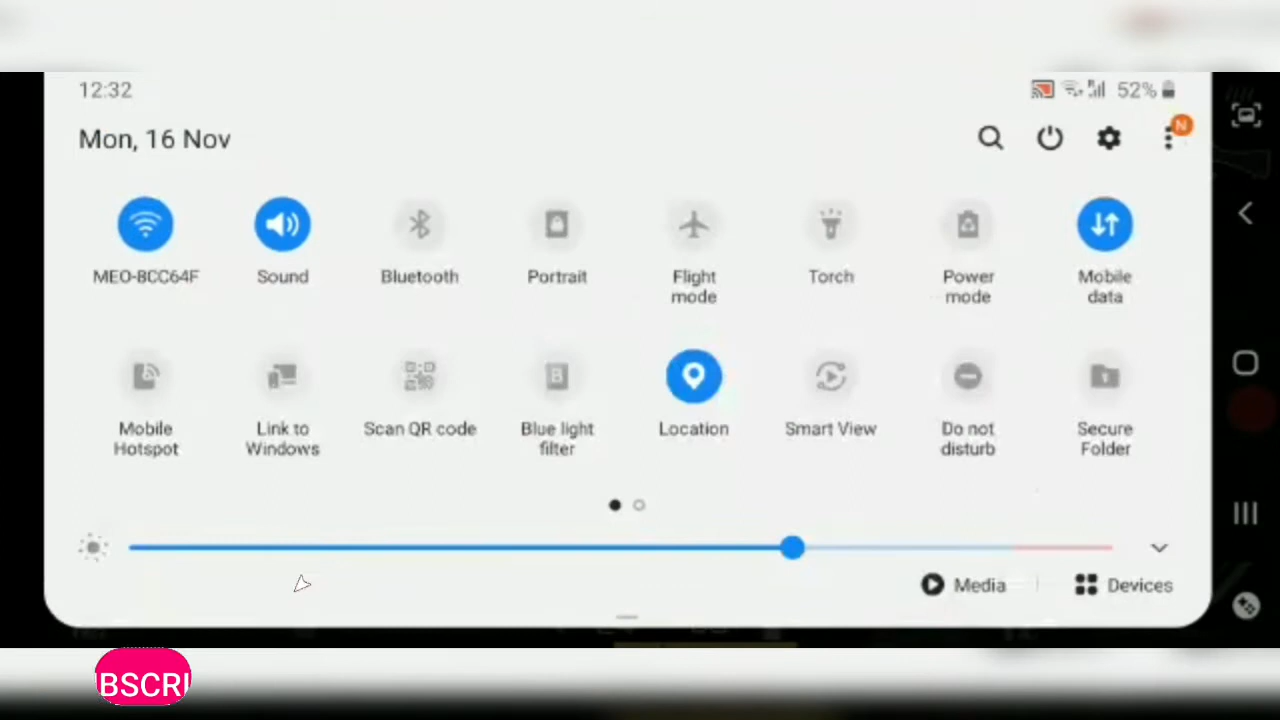 12:32
52%
Mon, 16 Nov
N
MEO-8CC64F
Sound
Bluetooth
Portrait
Flight
mode
Torch
Power
mode
Mobile
data
Mobile
Hotspot
Link to
Windows
Scan QR code
Blue light
filter
Location
Smart View
Do not
disturb
Secure
Folder
Media
Devices
BSCRI